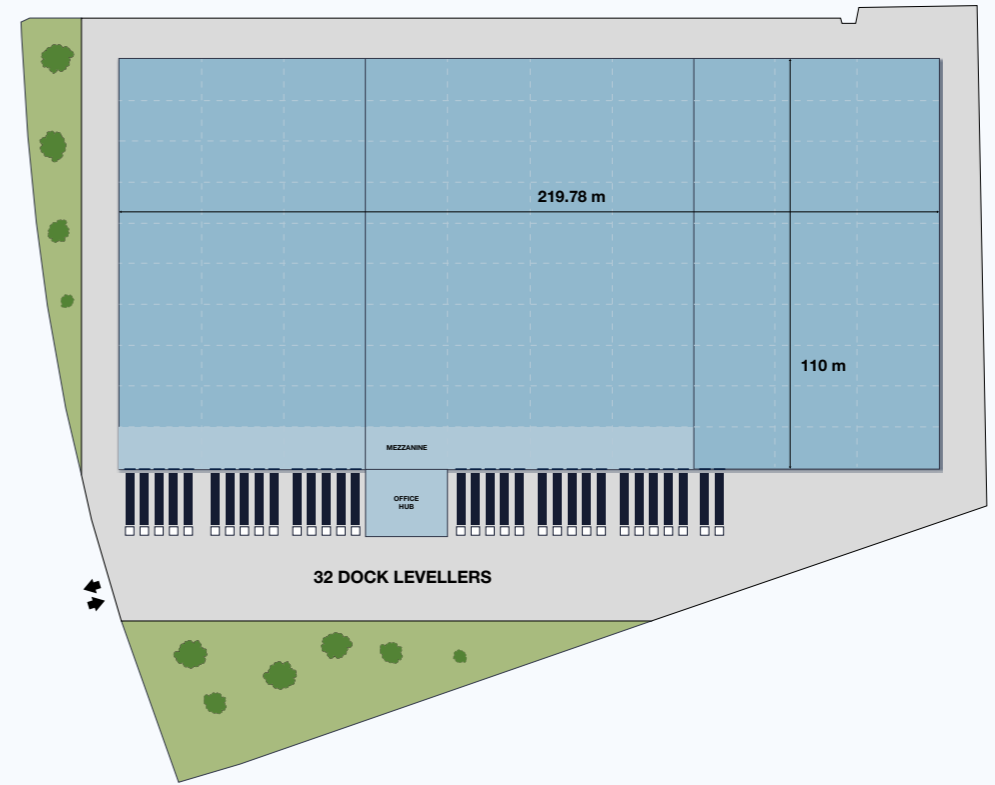 219.78 m
110 m
MEZZANINE
OFFICE
HUB
32 DOCK LEVELLERS